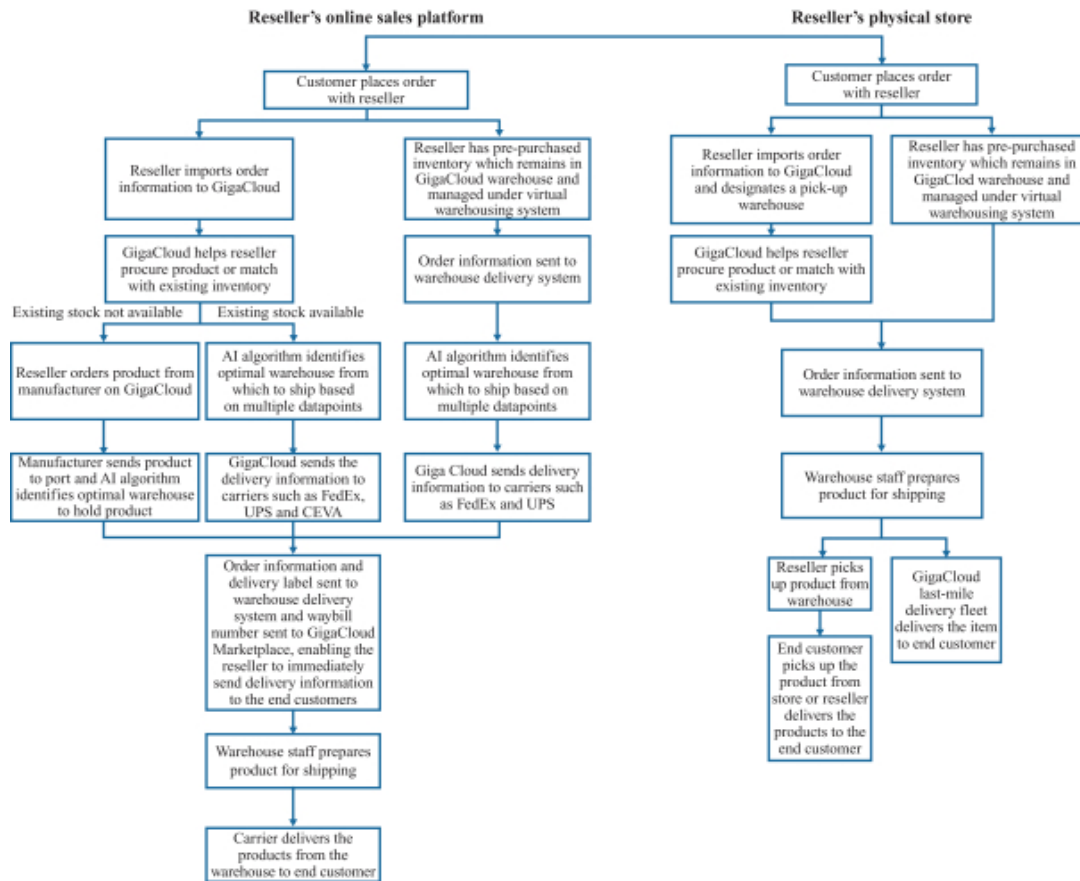 Reseller's online sales platform
Reseller's physical store
Customer places order
with reseller
Customer places order
with reseller
Reseller imports order
information to GigaCloud
Reseller has pre-purchased
inventory which remains in
GigaCloud warehouse and
managed under virtual
warehousing system
Reseller imports order
information to GigaCloud
and designates a pick-up
warehouse
Reseller has pre-purchased
inventory which remains in
GigaClod warehouse and
managed under virtual
warehousing system
GigaCloud helps reseller
procure product or match
with existing inventory
Order information sent to
warehouse delivery system
GigaCloud helps reseller
procure product or match with
existing inventory
Existing stock not available
Existing stock available
Reseller orders product from
manufacturer on GigaCloud
AI algorithm identifies
optimal warehouse from
which to ship based
on multiple datapoints
AI algorithm identifies
optimal warehouse from
which to ship based on
multiple datapoints
Order information sent to
warehouse delivery system
Manufacturer sends product
to port and AI algorithm
identifies optimal warehouse
to hold product
GigaCloud sends the
delivery information to
carriers such as FedEx,
UPS and CEVA
Giga Cloud sends delivery
information to carriers such
as FedEx and UPS
Warehouse staff prepares
product for shipping
Order information and
delivery label sent to
warehouse delivery
system and waybill
number sent to GigaCloud
Marketplace, enabling the
reseller to immediately
send delivery information
to the end customers
Reseller picks
up product from
warehouse
GigaCloud
last-mile
delivery fleet
delivers the item
to end customer
End customer
picks up the
product from
store or reseller
delivers the
products to the
end customer
Warehouse staff prepares
product for shipping
Carrier delivers the
products from the
warehouse to end customer